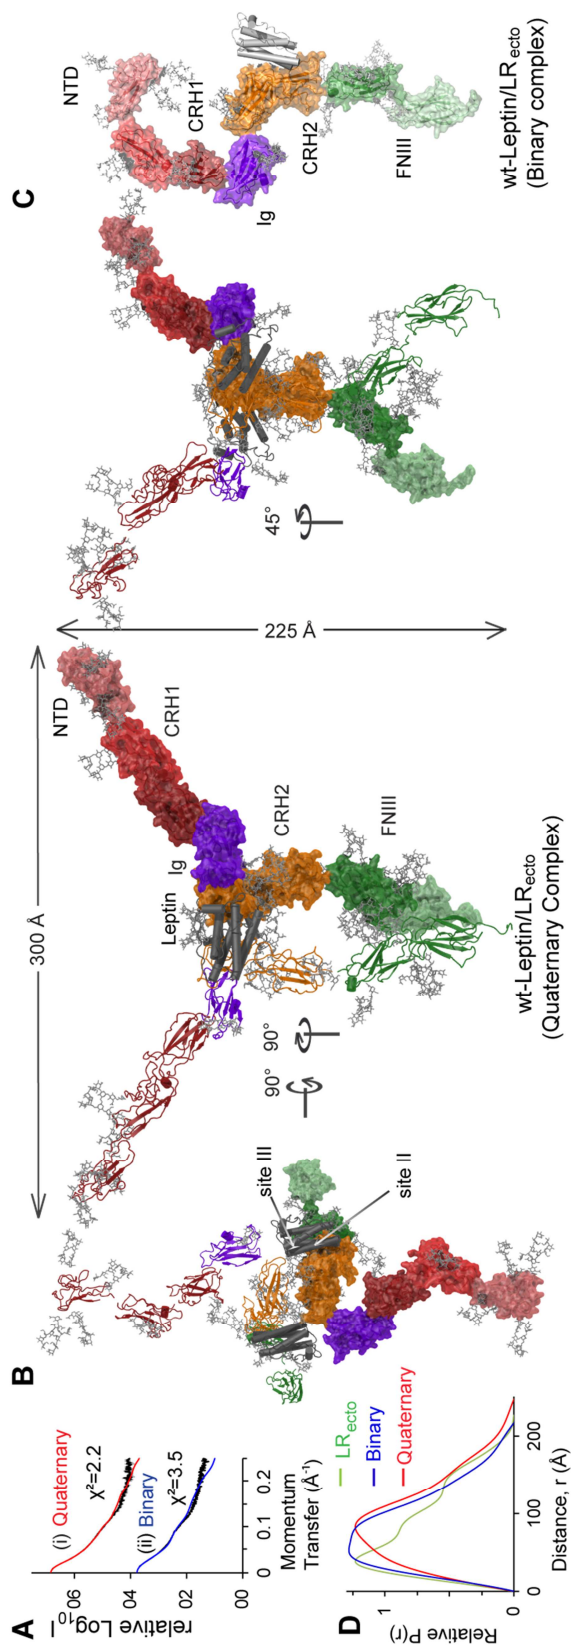 A
relative Log10I
06
04
02
00
(i) Quaternary
χ²=2.2
(ii) Binary
χ²=3.5
0
0.1
0.2
Momentum
Transfer (Å⁻¹)
D
Relative P(r)
1
0
LRecto
Binary
Quaternary
0
100
200
Distance, r (Å)
B
site III
site II
90°
90°
300 Å
225 Å
NTD
CRH1
Ig
Leptin
CRH2
FNIII
wt-Leptin/LRecto
(Quaternary Complex)
45°
C
NTD
CRH1
Ig
CRH2
FNIII
wt-Leptin/LRecto
(Binary complex)